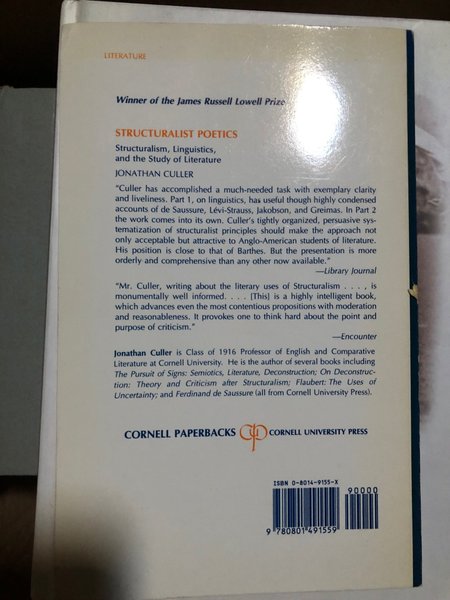 LITERATURE
Winner of the James Russell Lowell Prize
STRUCTURALIST POETICS
Structuralism, Linguistics,
and the Study of Literature
JONATHAN CULLER
“Culler has accomplished a much-needed task with exemplary clarity
and liveliness. Part 1, on linguistics, has useful though highly condensed
accounts of de Saussure, Lévi-Strauss, Jakobson, and Greimas. In Part 2
the work comes into its own. Culler's tightly organized, persuasive sys-
tematization of structuralist principles should make the approach not
only acceptable but attractive to Anglo-American students of literature.
His position is close to that of Barthes. But the presentation is more
orderly and comprehensive than any other now available.”
—Library Journal
“Mr. Culler, writing about the literary uses of Structuralism . . . , is
monumentally well informed. . . . [This] is a highly intelligent book,
which advances even the most contentious propositions with moderation
and reasonableness. It provokes one to think hard about the point and
purpose of criticism.”
—Encounter
Jonathan Culler is Class of 1916 Professor of English and Comparative
Literature at Cornell University. He is the author of several books including
The Pursuit of Signs: Semiotics, Literature, Deconstruction; On Deconstruc-
tion: Theory and Criticism after Structuralism; Flaubert: The Uses of
Uncertainty; and Ferdinand de Saussure (all from Cornell University Press).
CORNELL PAPERBACKS CUP CORNELL UNIVERSITY PRESS
ISBN 0-8014-9155-X
90000
9 780801 491559